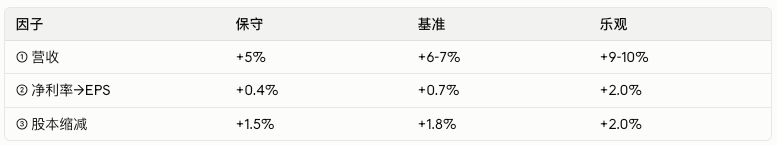 因子 保守 基准 乐观
① 营收 +5% +6-7% +9-10%
② 净利率→EPS +0.4% +0.7% +2.0%
③ 股本缩减 +1.5% +1.8% +2.0%